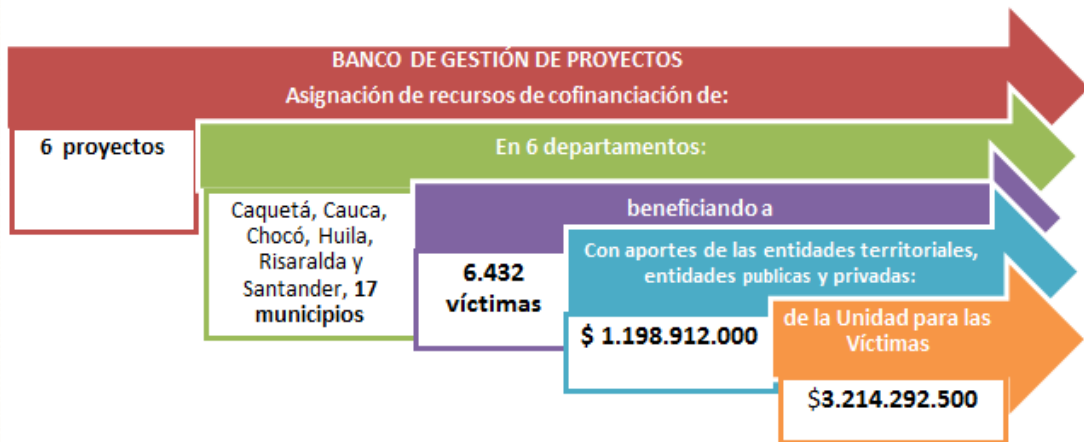 BANCO DE GESTIÓN DE PROYECTOS
Asignación de recursos de cofinanciación de:
6 proyectos
En 6 departamentos:
Caquetá, Cauca,
Chocó, Huila,
Risaralda y
Santander, 17
municipios
beneficiando a
6.432
víctimas
Con aportes de las entidades territoriales,
entidades publicas y privadas:
$ 1.198.912.000
de la Unidad para las
Víctimas
$3.214.292.500